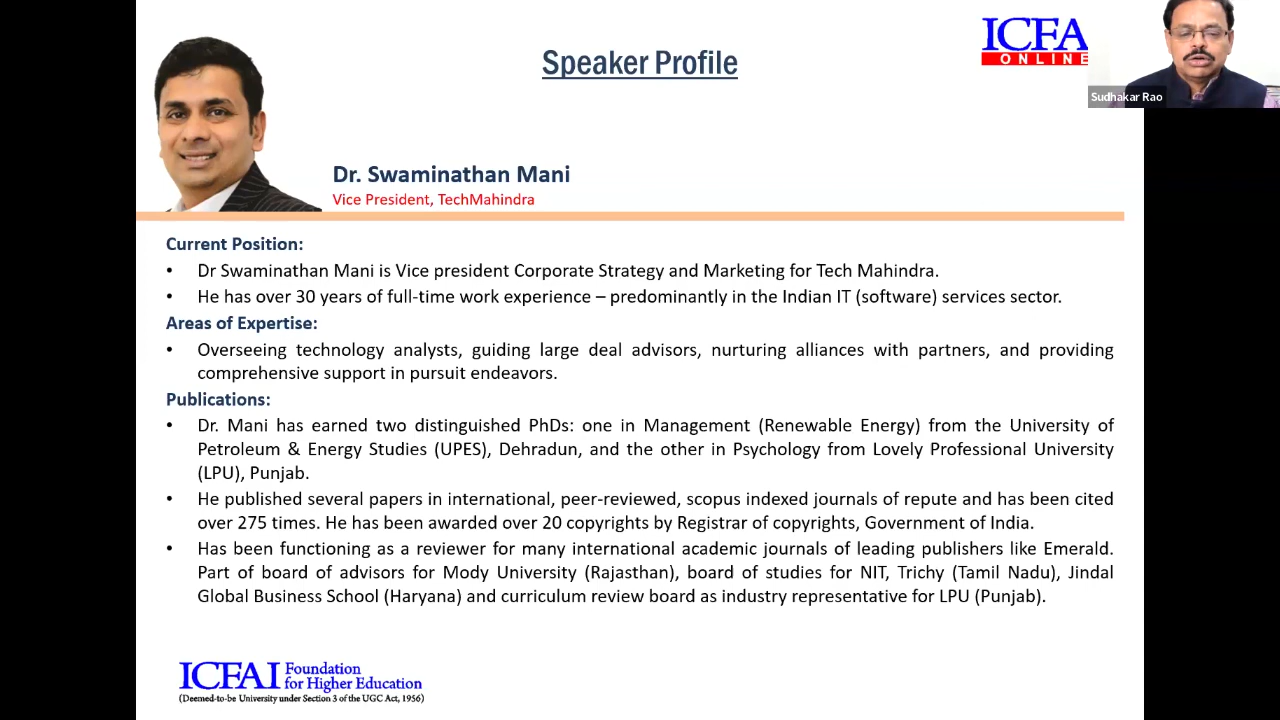 Speaker Profile
ICFA
ONLINE
Sudhakar Rao
Dr. Swaminathan Mani
Vice President, TechMahindra
Current Position:
• Dr Swaminathan Mani is Vice president Corporate Strategy and Marketing for Tech Mahindra.
• He has over 30 years of full-time work experience – predominantly in the Indian IT (software) services sector.
Areas of Expertise:
• Overseeing technology analysts, guiding large deal advisors, nurturing alliances with partners, and providing
comprehensive support in pursuit endeavors.
Publications:
• Dr. Mani has earned two distinguished PhDs: one in Management (Renewable Energy) from the University of
Petroleum & Energy Studies (UPES), Dehradun, and the other in Psychology from Lovely Professional University
(LPU), Punjab.
• He published several papers in international, peer-reviewed, scopus indexed journals of repute and has been cited
over 275 times. He has been awarded over 20 copyrights by Registrar of copyrights, Government of India.
• Has been functioning as a reviewer for many international academic journals of leading publishers like Emerald.
Part of board of advisors for Mody University (Rajasthan), board of studies for NIT, Trichy (Tamil Nadu), Jindal
Global Business School (Haryana) and curriculum review board as industry representative for LPU (Punjab).
ICFAI Foundation
for Higher Education
(Deemed-to-be University under Section 3 of the UGC Act, 1956)